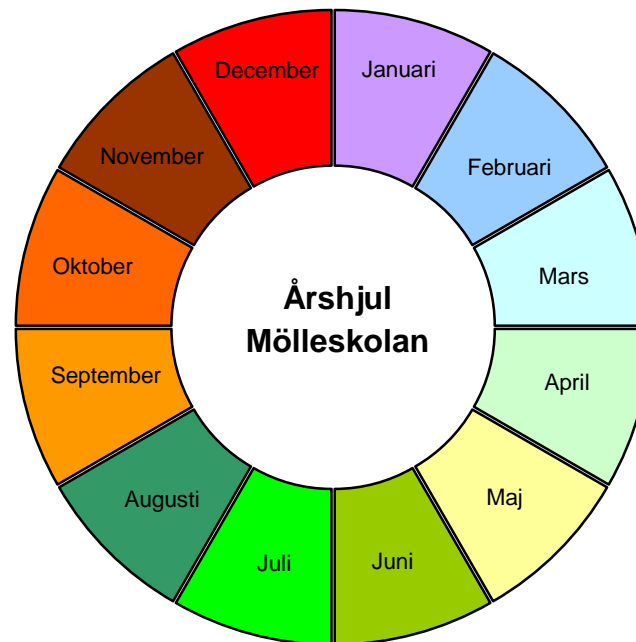 Årshjul
Mölleskolan
Januari
Februari
Mars
April
Maj
Juni
Juli
Augusti
September
Oktober
November
December